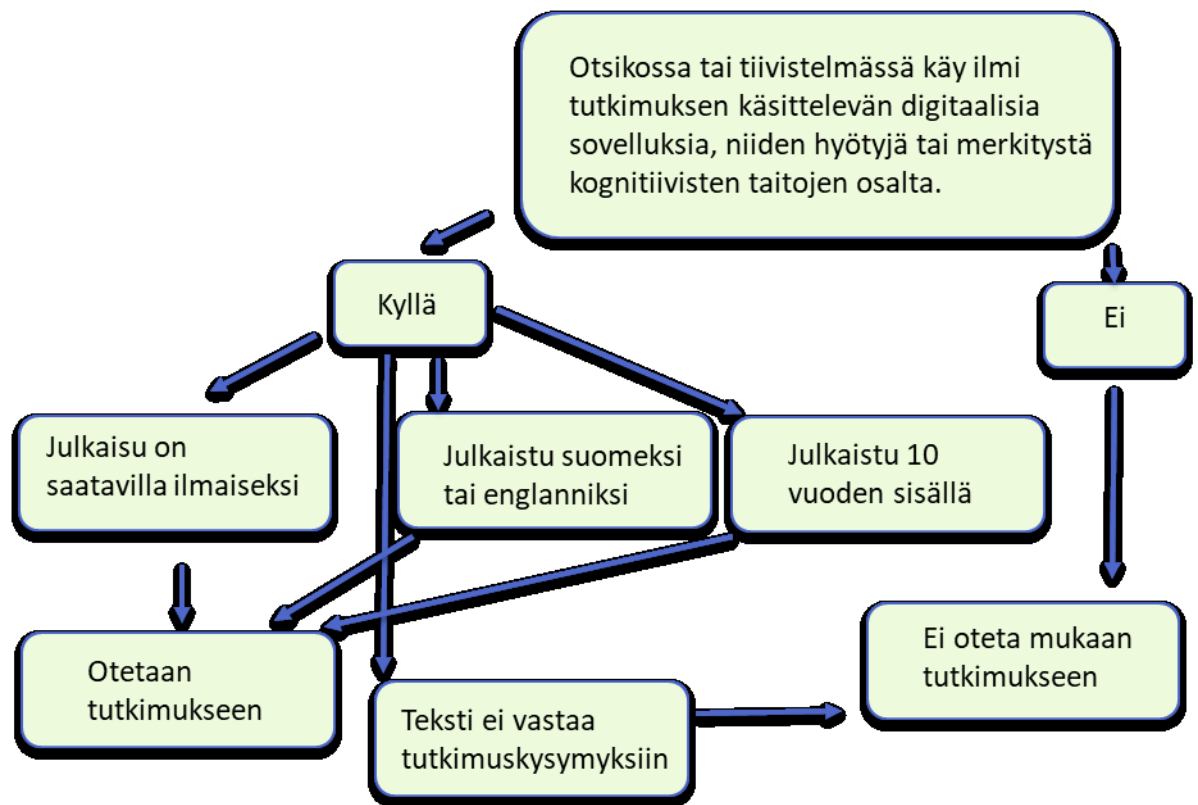 Otsikossa tai tiivistelmässä käy ilmi
tutkimuksen käsittelevän digitaalisia
sovelluksia, niiden hyötyjä tai merkitystä
kognitiivisten taitojen osalta.
Kyllä
Ei
Julkaisu on
saatavilla ilmaiseksi
Julkaistu suomeksi
tai englanniksi
Julkaistu 10
vuoden sisällä
Otetaan
tutkimukseen
Teksti ei vastaa
tutkimuskysymyksiin
Ei oteta mukaan
tutkimukseen